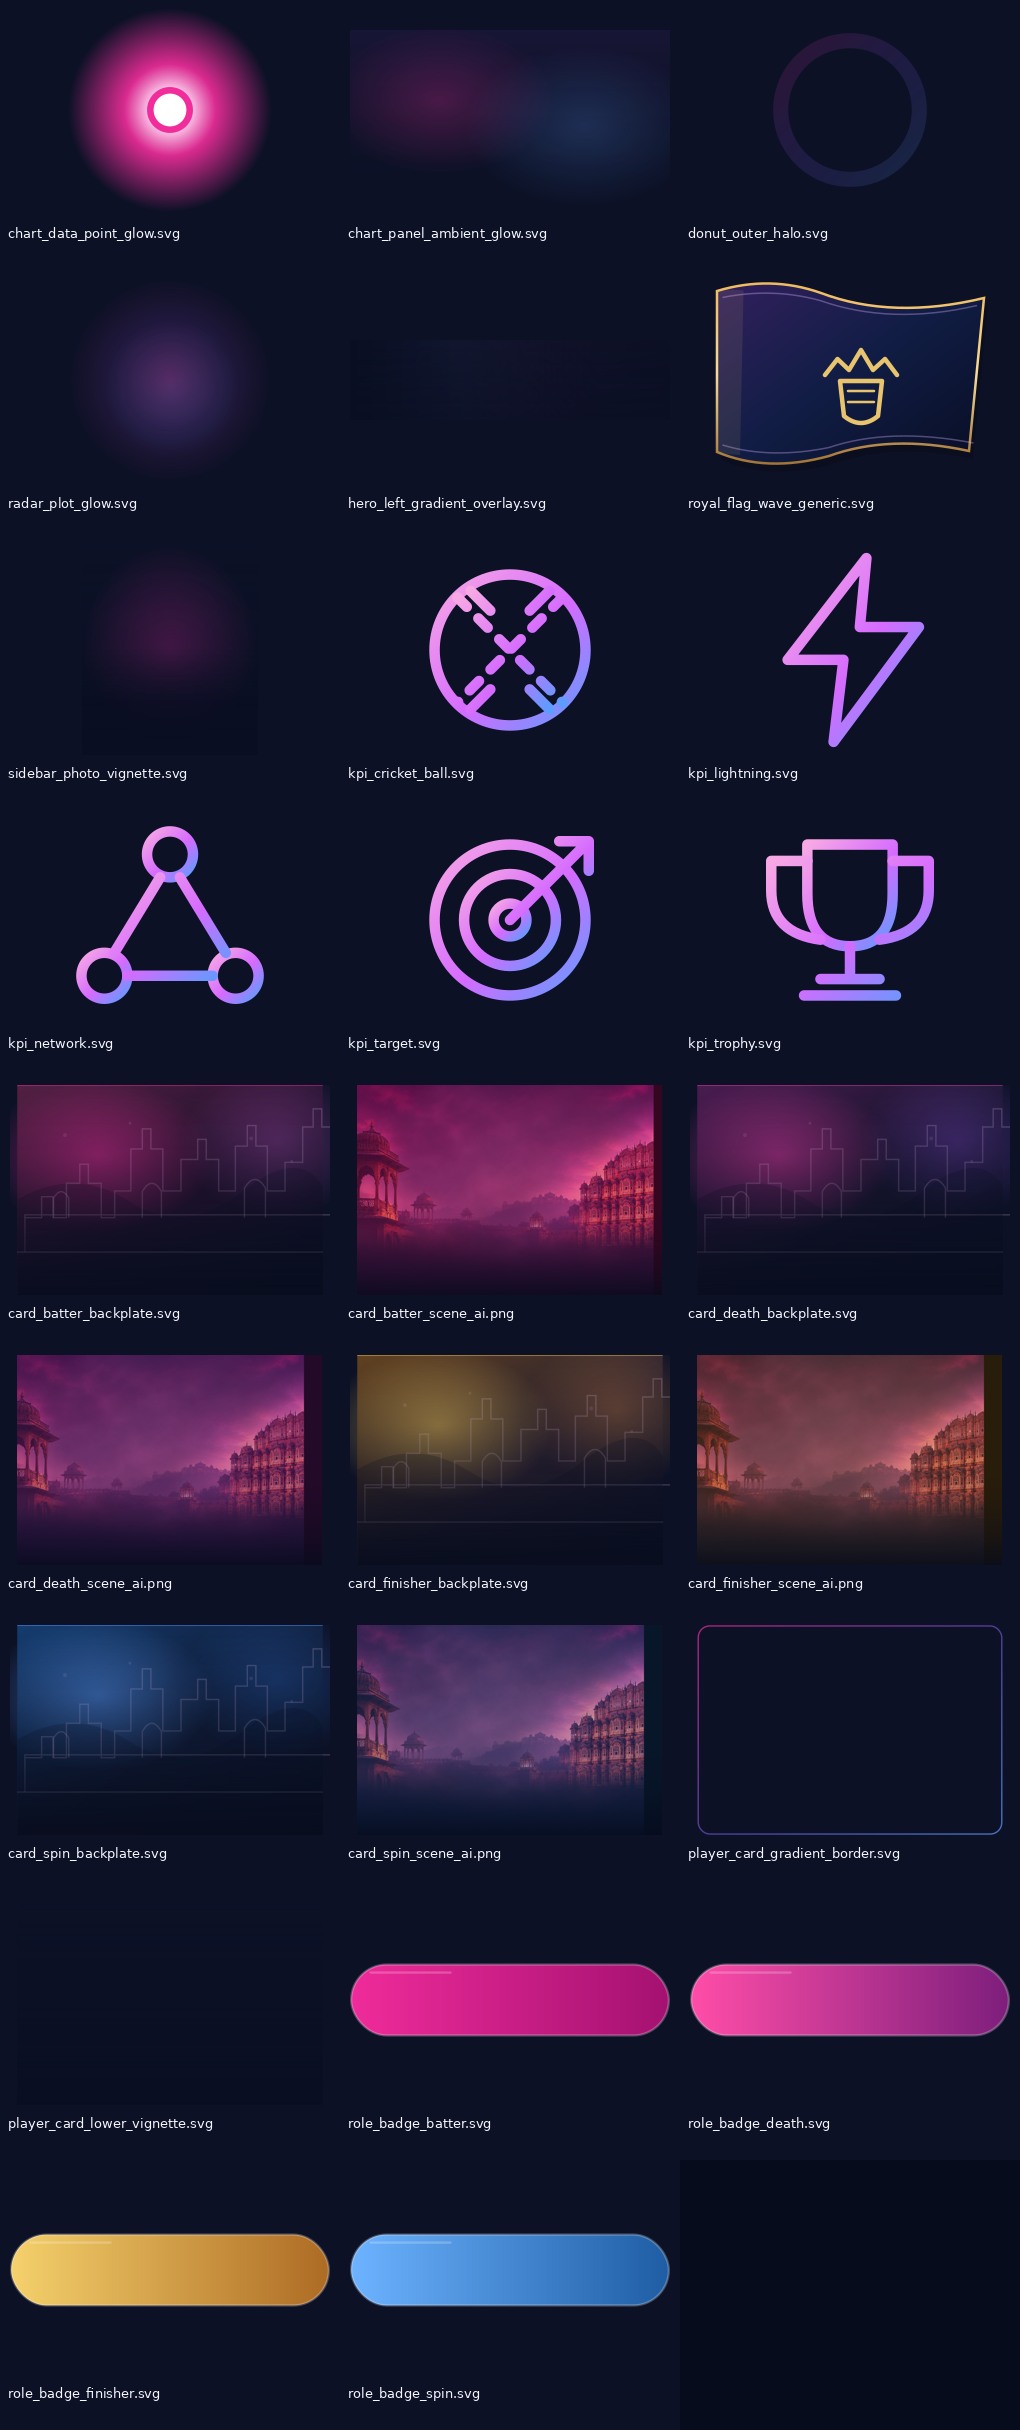 chart_data_point_glow.svg
chart_panel_ambient_glow.svg
donut_outer_halo.svg
radar_plot_glow.svg
hero_left_gradient_overlay.svg
royal_flag_wave_generic.svg
sidebar_photo_vignette.svg
kpi_cricket_ball.svg
kpi_lightning.svg
kpi_network.svg
kpi_target.svg
kpi_trophy.svg
card_batter_backplate.svg
card_batter_scene_ai.png
card_death_backplate.svg
card_death_scene_ai.png
card_finisher_backplate.svg
card_finisher_scene_ai.png
card_spin_backplate.svg
card_spin_scene_ai.png
player_card_gradient_border.svg
player_card_lower_vignette.svg
role_badge_batter.svg
role_badge_death.svg
role_badge_finisher.svg
role_badge_spin.svg